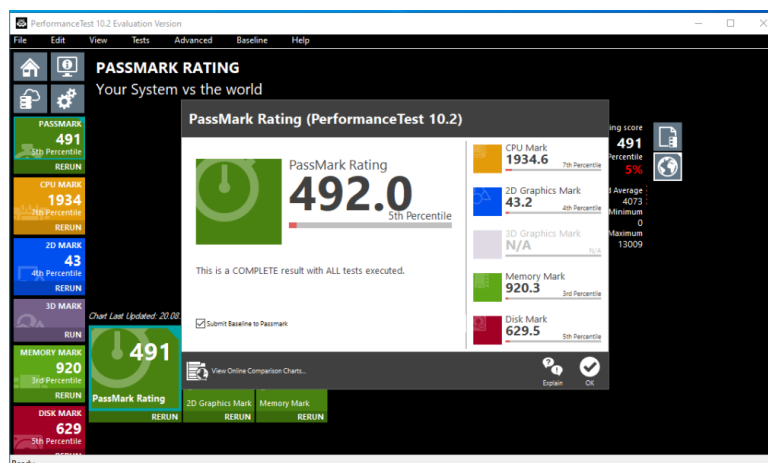 PerformanceTest 10.2 Evaluation Version
File Edit View Tests Advanced Baseline Help
PASSMARK RATING
Your System vs the world
PASSMARK
491
5th Percentile
RERUN
CPU MARK
1934
7th Percentile
RERUN
2D MARK
43
4th Percentile
RERUN
3D MARK
RUN
MEMORY MARK
920
3rd Percentile
RERUN
DISK MARK
629
5th Percentile
Chart Last Updated: 20.08.
491
PassMark Rating
RERUN
2D Graphics Mark
RERUN
Memory Mark
RERUN
PassMark Rating (PerformanceTest 10.2)
PassMark Rating
492.0
5th Percentile
This is a COMPLETE result with ALL tests executed.
Submit Baseline to Passmark
CPU Mark
1934.6
7th Percentile
2D Graphics Mark
43.2
4th Percentile
3D Graphics Mark
N/A
N/A
Memory Mark
920.3
3rd Percentile
Disk Mark
629.5
5th Percentile
View Online Comparison Charts...
Explain
OK
ing score
491
Percentile
5%
d Average
4073
Minimum
0
Maximum
13009